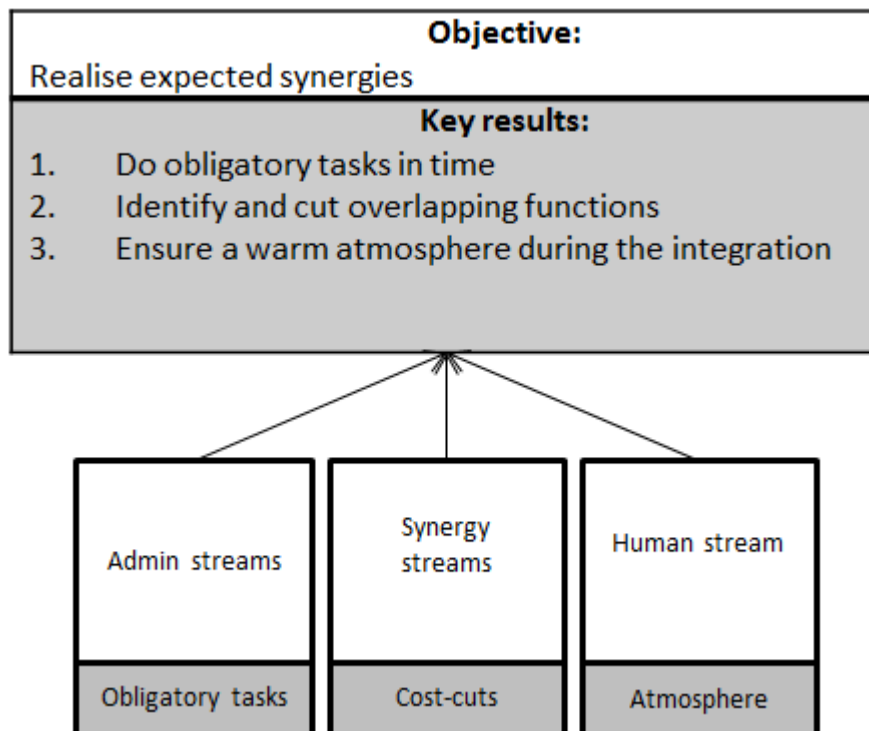 Objective:
Realise expected synergies
Key results:
1. Do obligatory tasks in time
2. Identify and cut overlapping functions
3. Ensure a warm atmosphere during the integration
Admin streams
Synergy
streams
Human stream
Obligatory tasks
Cost-cuts
Atmosphere